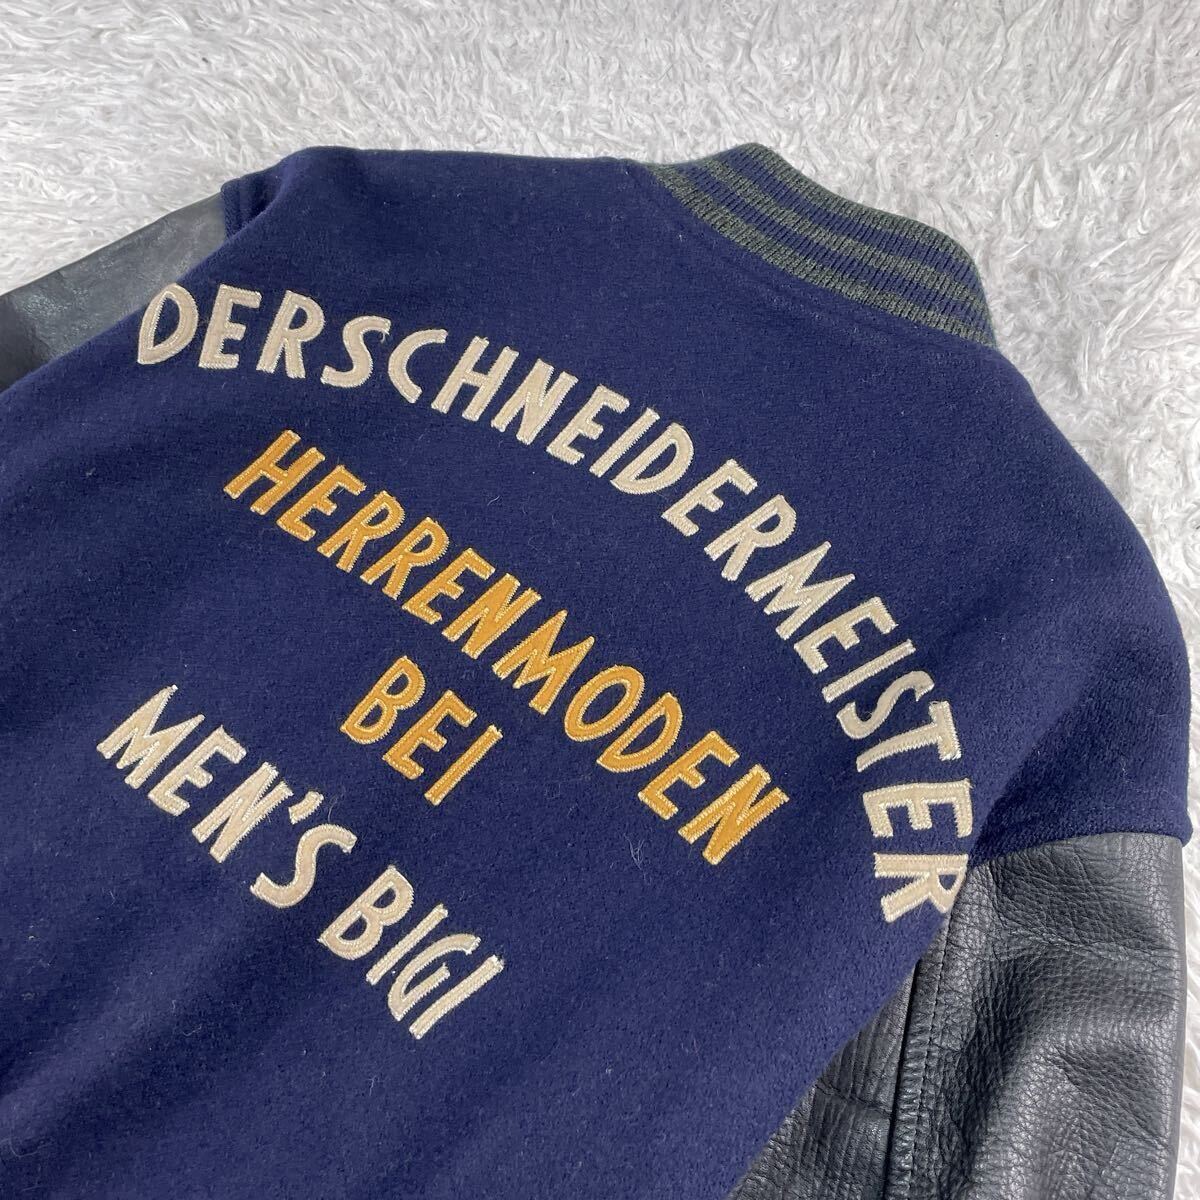 DERSCHNEIDERMEISTER
HERRENMODEN
BEI
MEN'S BIGI